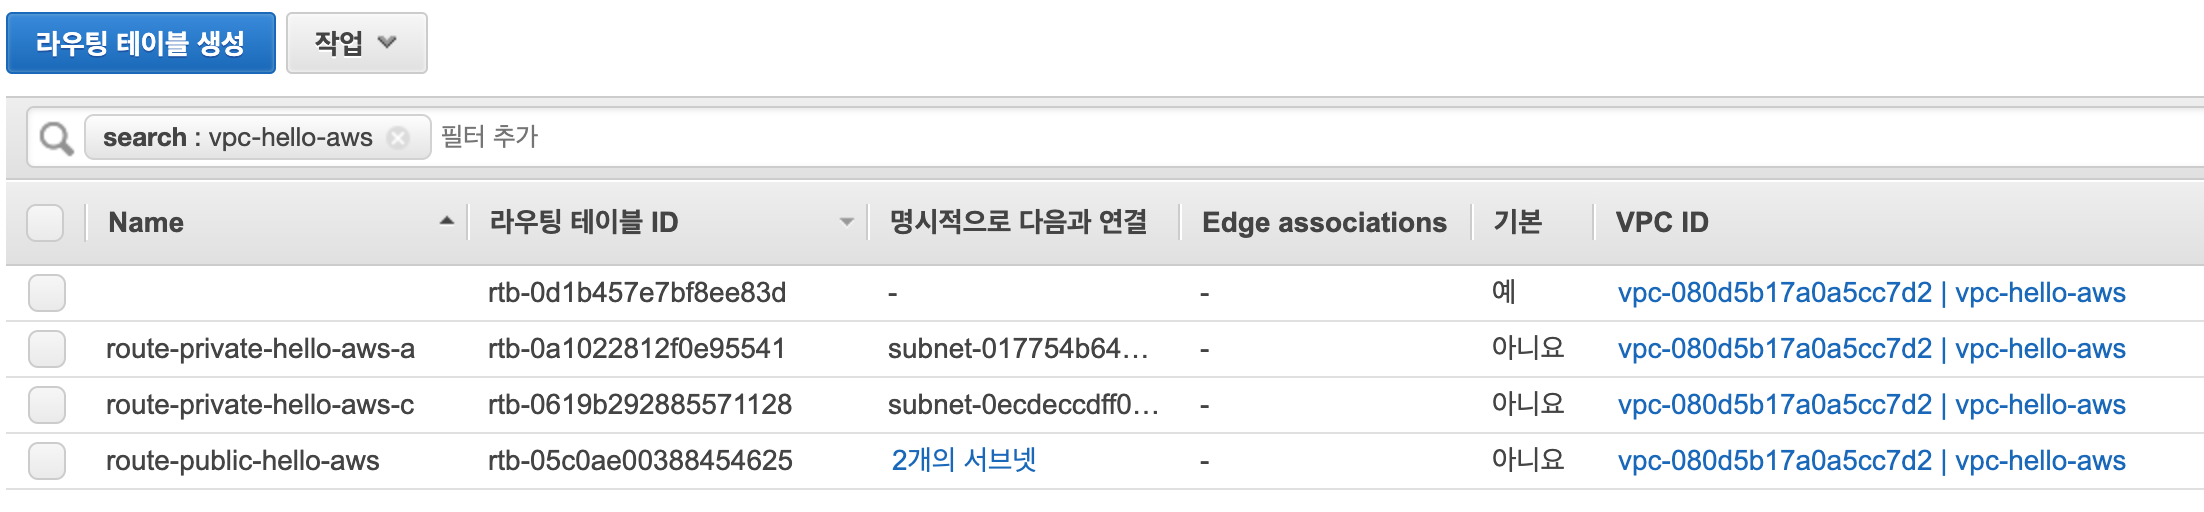 라우팅 테이블 생성 작업
search : vpc-hello-aws 필터 추가
Name 라우팅 테이블 ID 명시적으로 다음과 연결 Edge associations 기본 VPC ID
rtb-0d1b457e7bf8ee83d - - 예 vpc-080d5b17a0a5cc7d2 | vpc-hello-aws
route-private-hello-aws-a rtb-0a1022812f0e95541 subnet-017754b64… - 아니요 vpc-080d5b17a0a5cc7d2 | vpc-hello-aws
route-private-hello-aws-c rtb-0619b292885571128 subnet-0ecdeccdff0… - 아니요 vpc-080d5b17a0a5cc7d2 | vpc-hello-aws
route-public-hello-aws rtb-05c0ae00388454625 2개의 서브넷 - 아니요 vpc-080d5b17a0a5cc7d2 | vpc-hello-aws